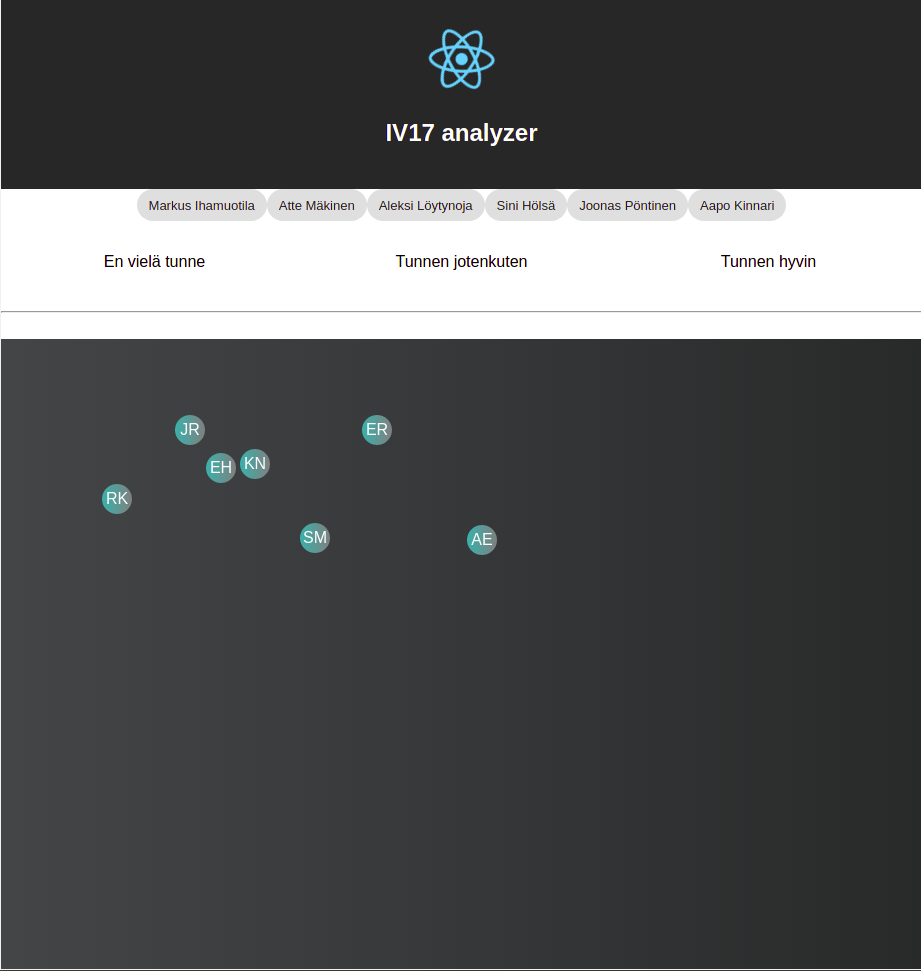 IV17 analyzer
Markus Ihamuotila Atte Mäkinen Aleksi Löytynoja Sini Hölsä Joonas Pöntinen Aapo Kinnari
En vielä tunne Tunnen jotenkuten Tunnen hyvin
JR ER
EH KN
RK
SM AE